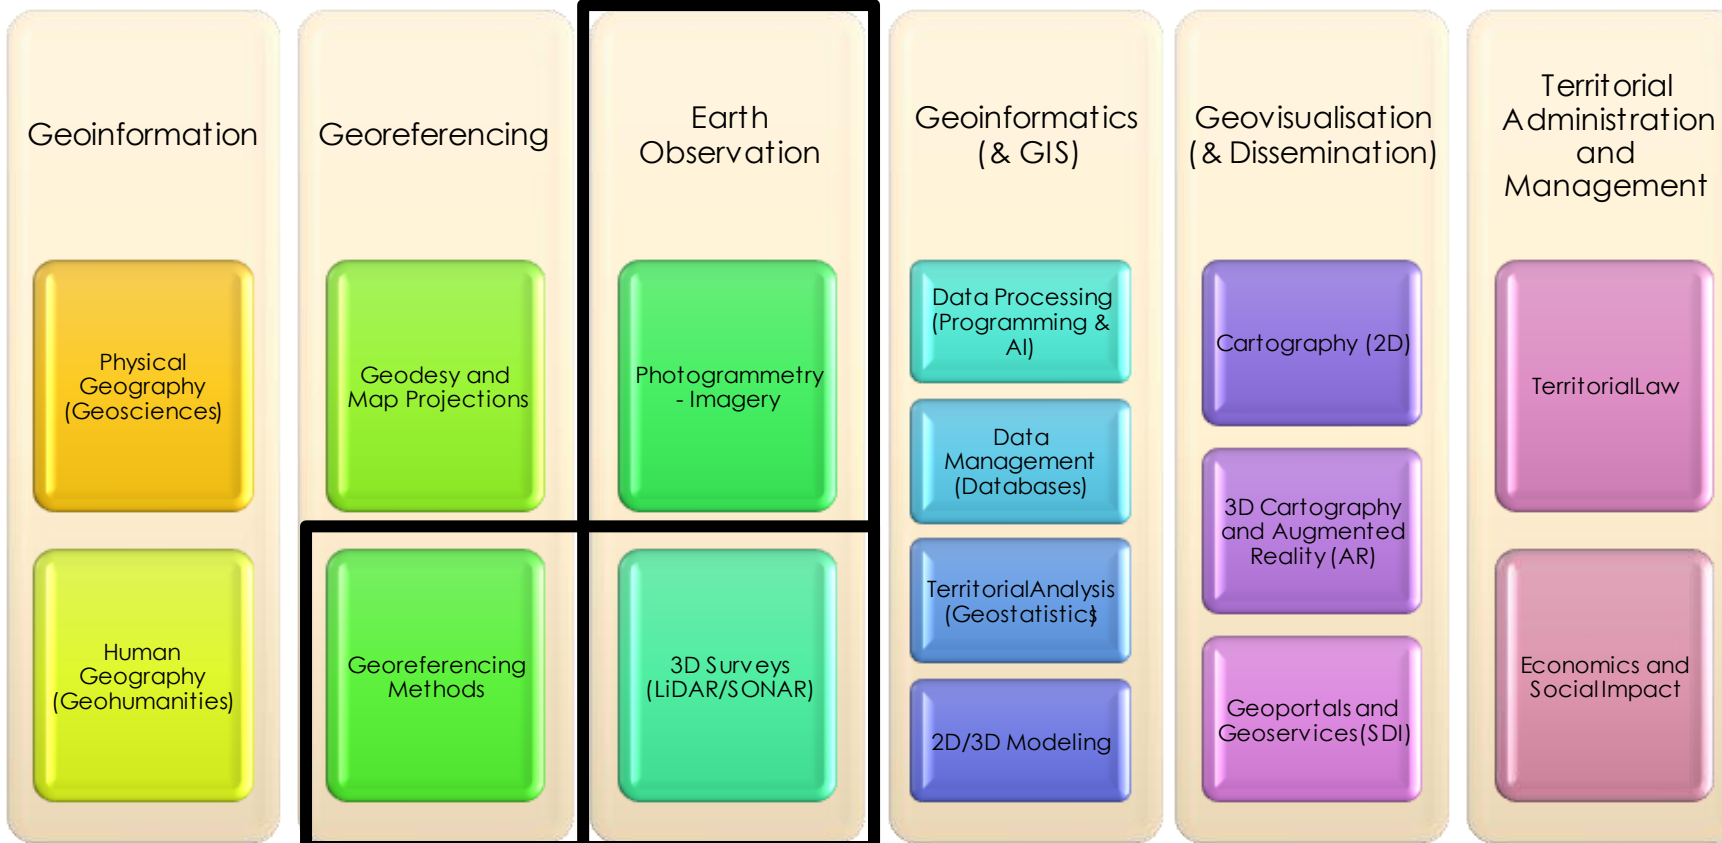 Geoinformation
Physical
Geography
(Geosciences)
Human
Geography
(Geohumanities)
Georeferencing
Geodesy and
Map Projections
Georeferencing
Methods
Earth
Observation
Photogrammetry
- Imagery
3D Surveys
(LiDAR/SONAR)
Geoinformatics
(& GIS)
Data Processing
(Programming &
AI)
Data
Management
(Databases)
TerritorialAnalysis
(Geostatistics)
2D/3D Modeling
Geovisualisation
(& Dissemination)
Cartography (2D)
3D Cartography
and Augmented
Reality (AR)
Geoportals and
Geoservices(SDI)
Territorial
Administration
and
Management
TerritorialLaw
Economics and
SocialImpact